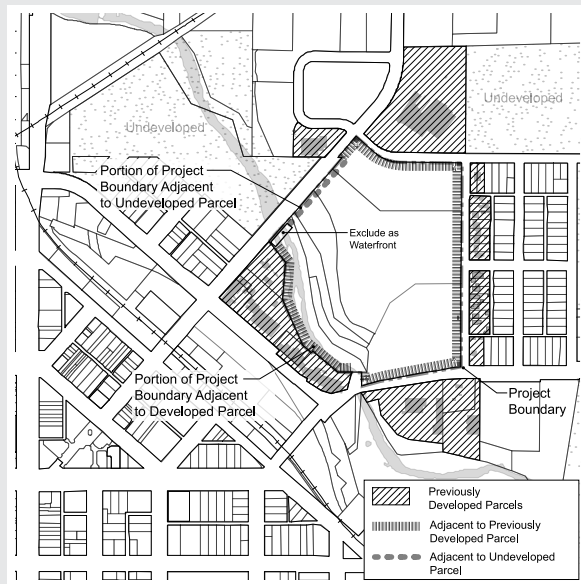 Undeveloped
Undeveloped
Portion of Project
Boundary Adjacent
to Undeveloped Parcel
Exclude as
Waterfront
Portion of Project
Boundary Adjacent
to Developed Parcel
Project
Boundary
Previously
Developed Parcels
Adjacent to Previously
Developed Parcel
Adjacent to Undeveloped
Parcel